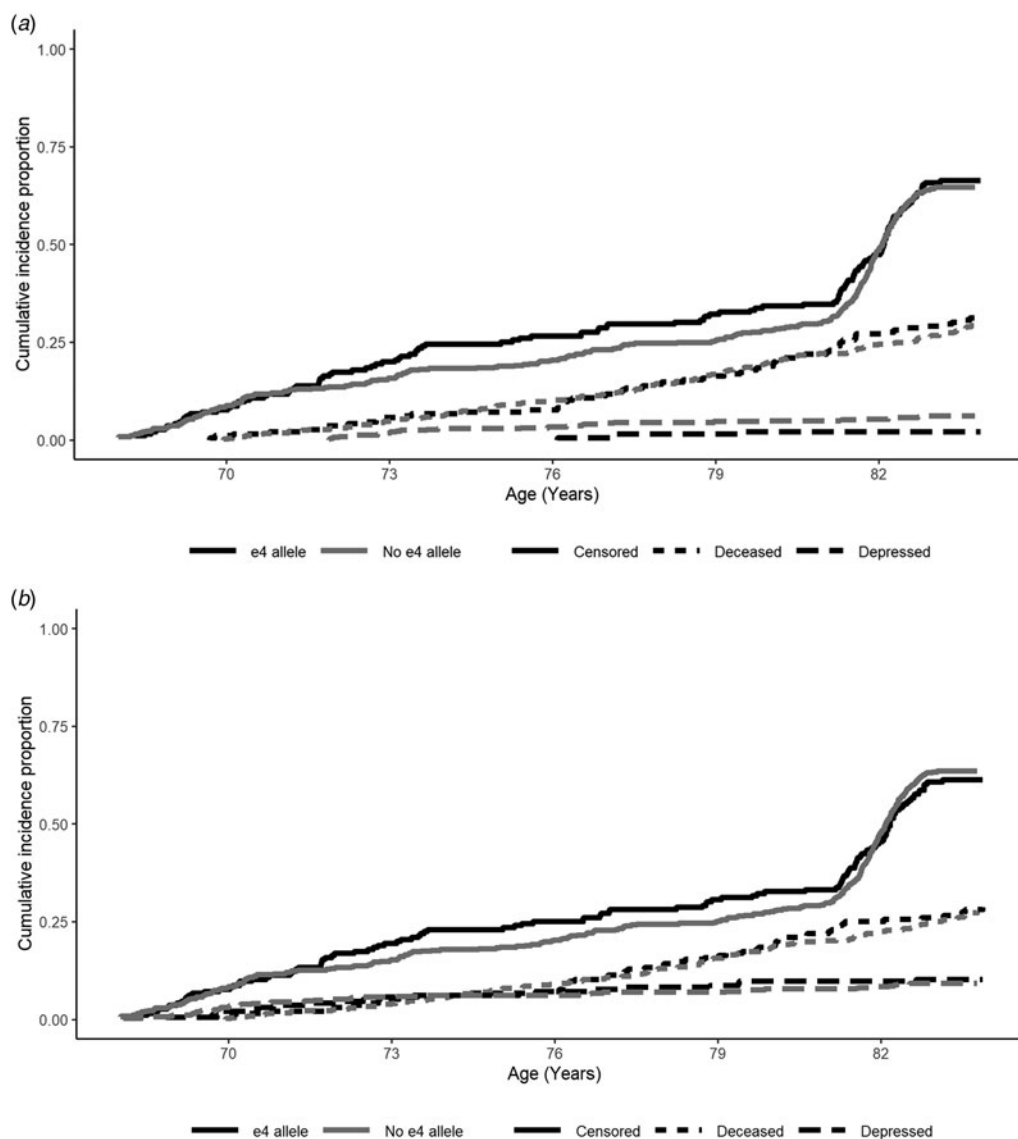 (a)
1.00
0.75
0.50
0.25
0.00
Cumulative incidence proportion
70 73 76 79 82
Age (Years)
e4 allele No e4 allele Censored Deceased Depressed
(b)
1.00
0.75
0.50
0.25
0.00
Cumulative incidence proportion
70 73 76 79 82
Age (Years)
e4 allele No e4 allele Censored Deceased Depressed